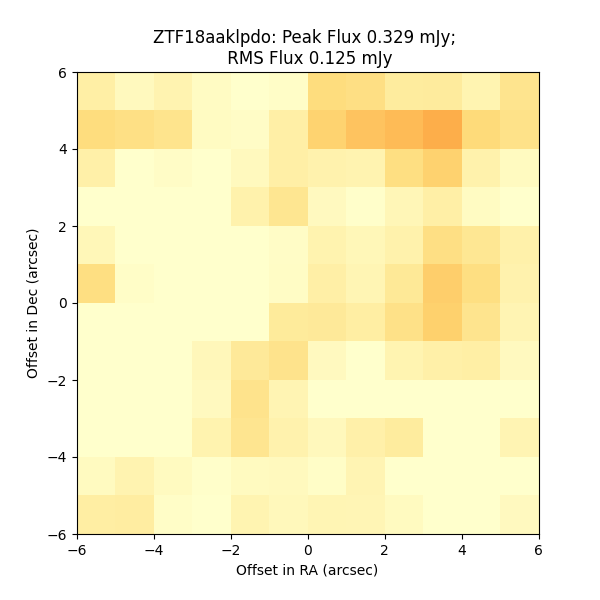 ZTF18aaklpdo: Peak Flux 0.329 mJy;
RMS Flux 0.125 mJy
6
4
2
0
−2
−4
−6
Offset in Dec (arcsec)
−6 −4 −2 0 2 4 6
Offset in RA (arcsec)